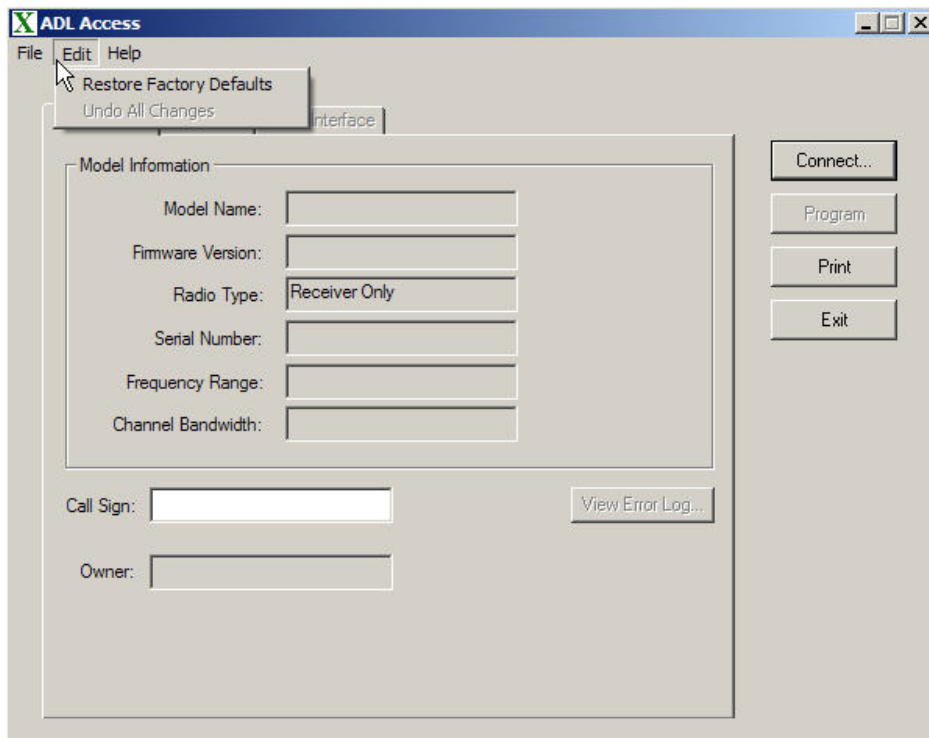 X ADL Access
File Edit Help
Restore Factory Defaults
Undo All Changes
Interface
Connect...
Model Information
Model Name:
Program
Firmware Version:
Print
Radio Type: Receiver Only
Exit
Serial Number:
Frequency Range:
Channel Bandwidth:
Call Sign:
View Error Log...
Owner: